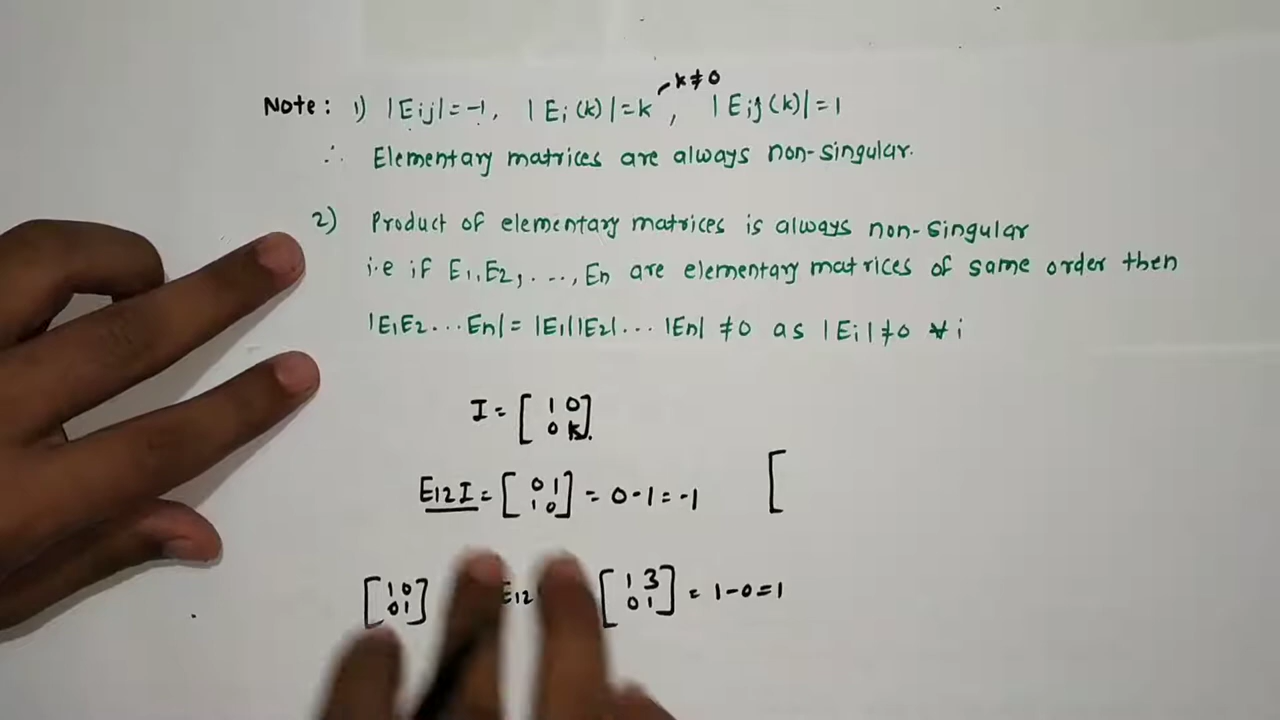 Note: 1) |Eij| = -1, |Ei(k)| = k, k≠0 |Eij(k)| = 1
∴ Elementary matrices are always non-singular.
2) Product of elementary matrices is always non-singular
i.e if E1, E2, ..., En are elementary matrices of same order then
|E1E2...En| = |E1||E2|...|En| ≠0 as |Ei| ≠0 ∀ i
I = [1 0
0 k]
E12I = [0 1
1 0] = 0-1 = -1 [
[1 0
0 1] E12 [1 3
0 1] = 1-0=1